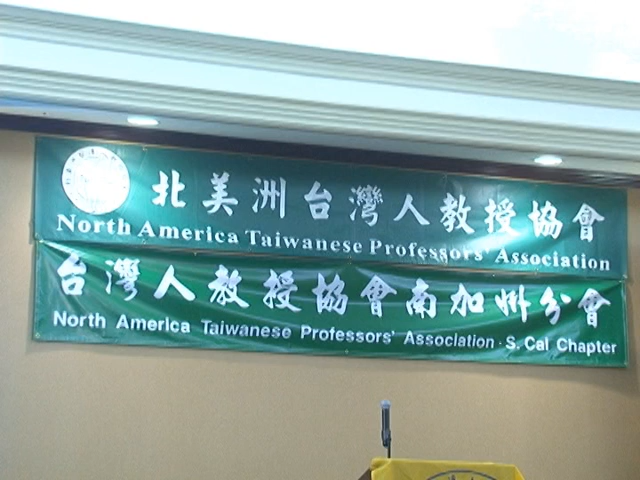 北美洲台灣人教授協會
North America Taiwanese Professors' Association
台灣人教授協會南加州分會
North America Taiwanese Professors' Association - S. Cal Chapter